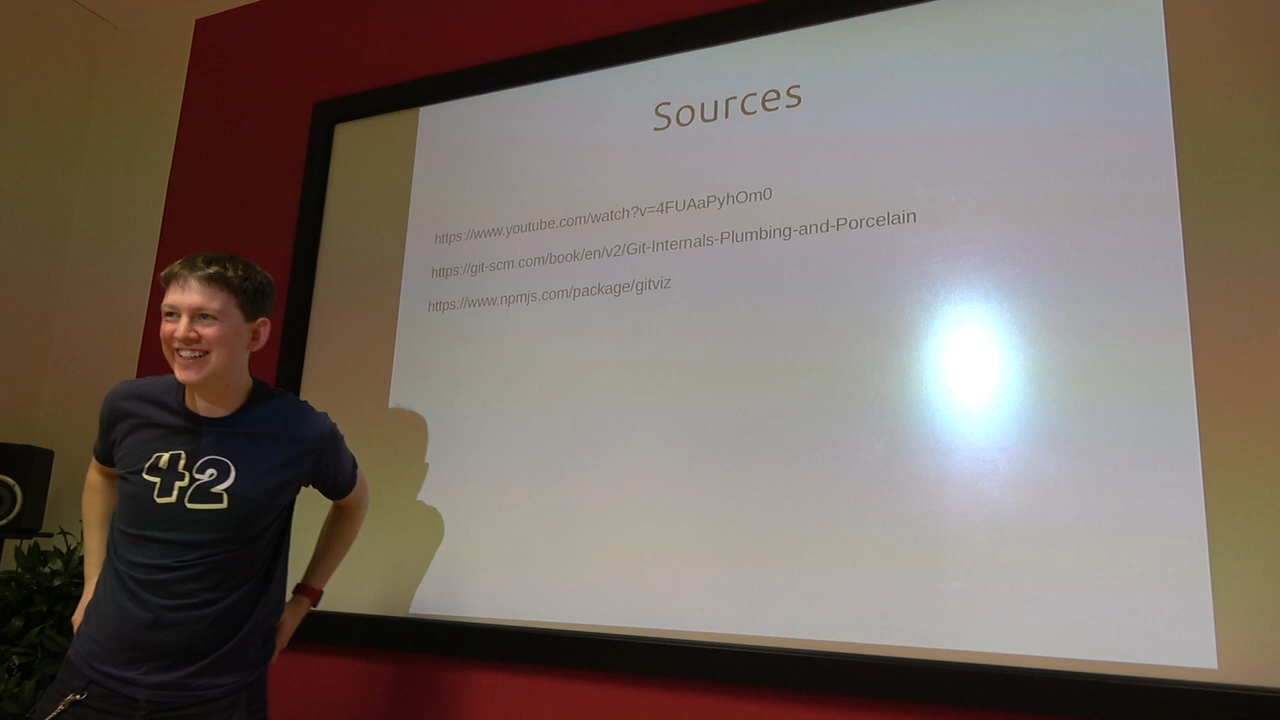 Sources
https://www.youtube.com/watch?v=4FUAaPyhOm0
https://git-scm.com/book/en/v2/Git-Internals-Plumbing-and-Porcelain
https://www.npmjs.com/package/gitviz
42